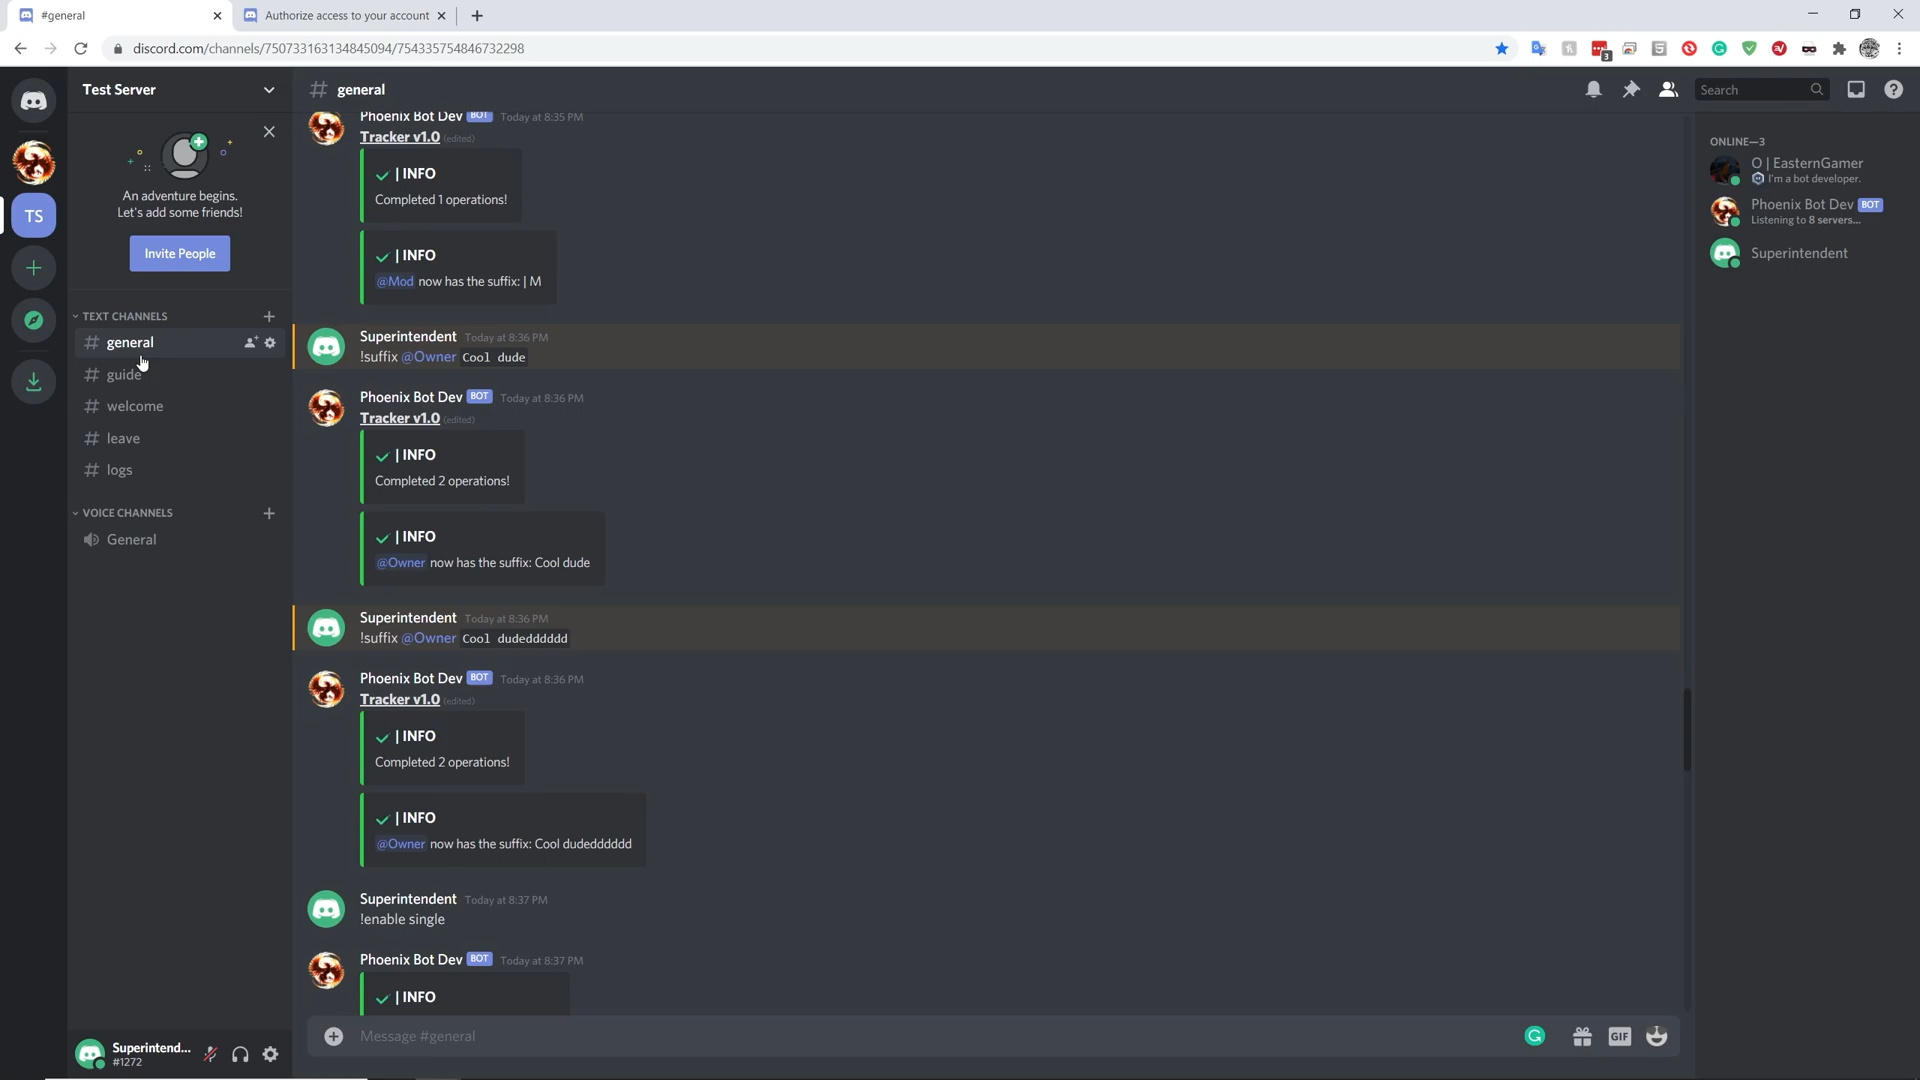 #general
Authorize access to your account
discord.com/channels/750733163134845094/754335754846732298
3
Test Server
general
Search
An adventure begins.
Let's add some friends!
Invite People
TS
TEXT CHANNELS
general
guide
welcome
leave
logs
VOICE CHANNELS
General
Superintend...
#1272
Phoenix Bot Dev BOT Today at 8:35 PM
Tracker v1.0 (edited)
| INFO
Completed 1 operations!
| INFO
@Mod now has the suffix: | M
Superintendent Today at 8:36 PM
!suffix @Owner Cool dude
Phoenix Bot Dev BOT Today at 8:36 PM
Tracker v1.0 (edited)
| INFO
Completed 2 operations!
| INFO
@Owner now has the suffix: Cool dude
Superintendent Today at 8:36 PM
!suffix @Owner Cool dudedddddd
Phoenix Bot Dev BOT Today at 8:36 PM
Tracker v1.0 (edited)
| INFO
Completed 2 operations!
| INFO
@Owner now has the suffix: Cool dudedddddd
Superintendent Today at 8:37 PM
!enable single
Phoenix Bot Dev BOT Today at 8:37 PM
| INFO
Message #general
GIF
ONLINE—3
O | EasternGamer
I'm a bot developer.
Phoenix Bot Dev BOT
Listening to 8 servers...
Superintendent